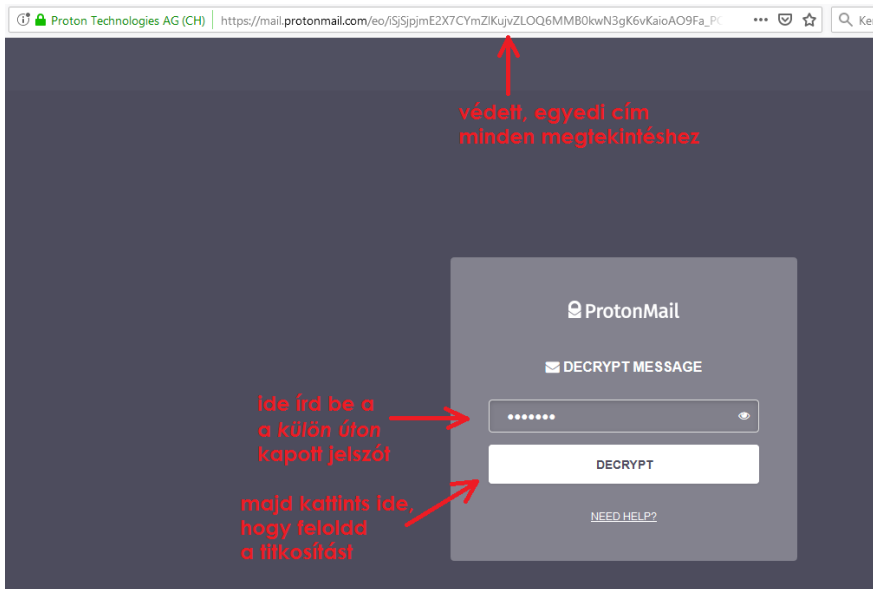 Proton Technologies AG (CH) https://mail.protonmail.com/eo/
védett, egyedi cím
minden megtekintéshez
ProtonMail
DECRYPT MESSAGE
ide írd be a
a külön úton
kapott jelszót
DECRYPT
majd kattints ide,
hogy feloldd
a titkosítást
NEED HELP?